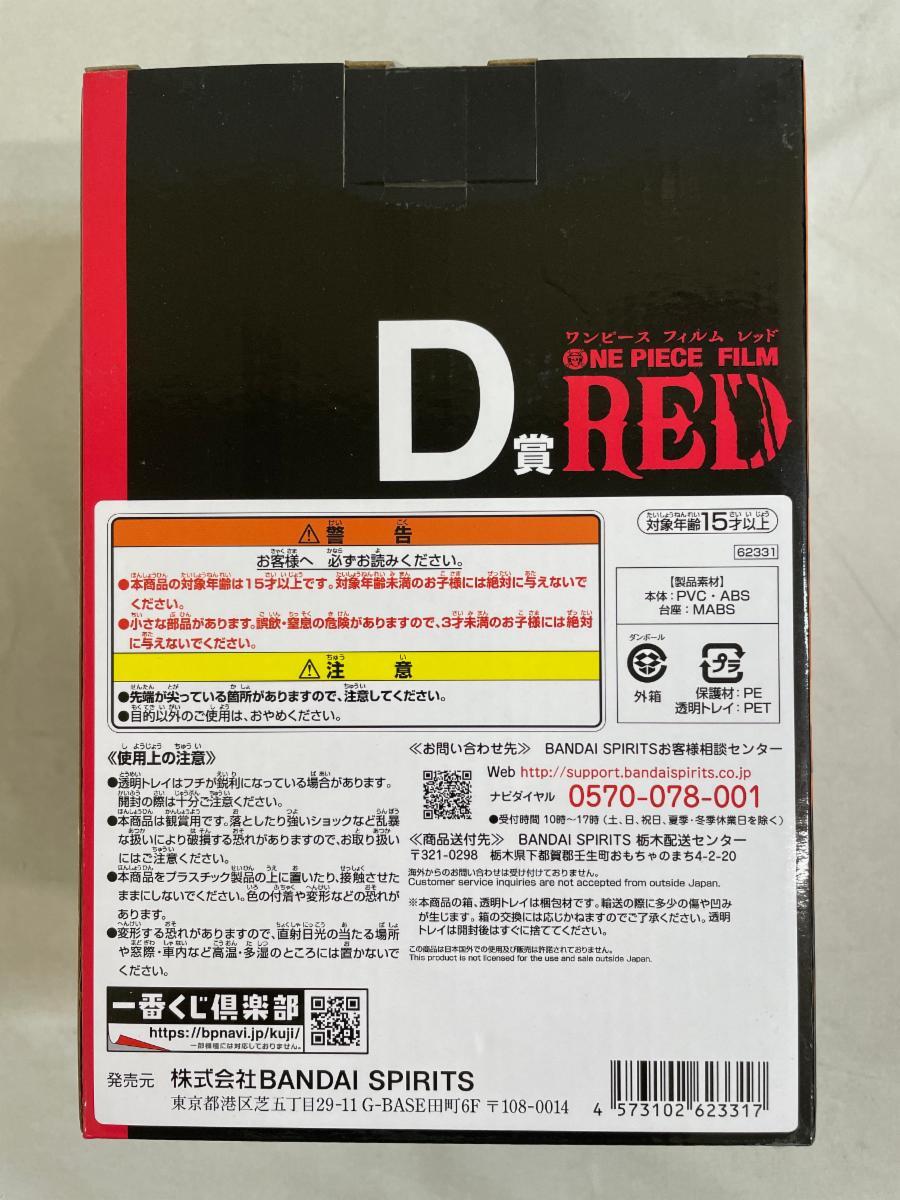 ワンピース フィルム レッド
ONE PIECE FILM
RED
D賞
対象年齢15才以上
62331
警告
お客様へ 必ずお読みください。
●本商品の対象年齢は15才以上です。対象年齢未満のお子様には絶対に与えないで
ください。
●小さな部品があります。誤飲・窒息の危険がありますので、3才未満のお子様には絶対
に与えないでください。
注意
●先端が尖っている箇所がありますので、注意してください。
●目的以外のご使用は、おやめください。
【製品素材】
本体:PVC・ABS
台座:MABS
ダンボール
外箱
プラ
保護材:PE
透明トレイ:PET
《使用上の注意》
●透明トレイはフチが鋭利になっている場合があります。
開封の際は十分ご注意ください。
●本商品は観賞用です。落としたり強いショックなど乱暴
な扱いにより破損する恐れがありますので、お取り扱い
にはご注意ください。
●本商品をプラスチック製品の上に置いたり、接触させた
ままにしないでください。色の付着や変形などの恐れが
あります。
●変形する恐れがありますので、直射日光の当たる場所
や窓際・車内など高温・多湿のところには置かないで
ください。
≪お問い合わせ先≫ BANDAI SPIRITSお客様相談センター
Web http://support.bandaispirits.co.jp
ナビダイヤル 0570-078-001
●受付時間 10時〜17時(土、日、祝日、夏季・冬季休業日を除く)
≪商品送付先≫ BANDAI SPIRITS 栃木配送センター
〒321-0298 栃木県下都賀郡壬生町おもちゃのまち4-2-20
海外からのお問い合わせは受け付けておりません。
Customer service inquiries are not accepted from outside Japan.
※本商品の箱、透明トレイは梱包材です。輸送の際に多少の傷や凹み
が生じます。箱の交換には応じかねますのでご了承ください。透明
トレイは開封後はすぐに捨ててください。
この商品は日本国外での使用及び販売は許諾されておりません。
This product is not licensed for the use and sale outside Japan.
一番くじ倶楽部
https://bpnavi.jp/kuji/
一部機種には対応しておりません。
発売元 株式会社BANDAI SPIRITS
東京都港区芝五丁目29-11 G-BASE田町6F 〒108-0014
4 573102 623317